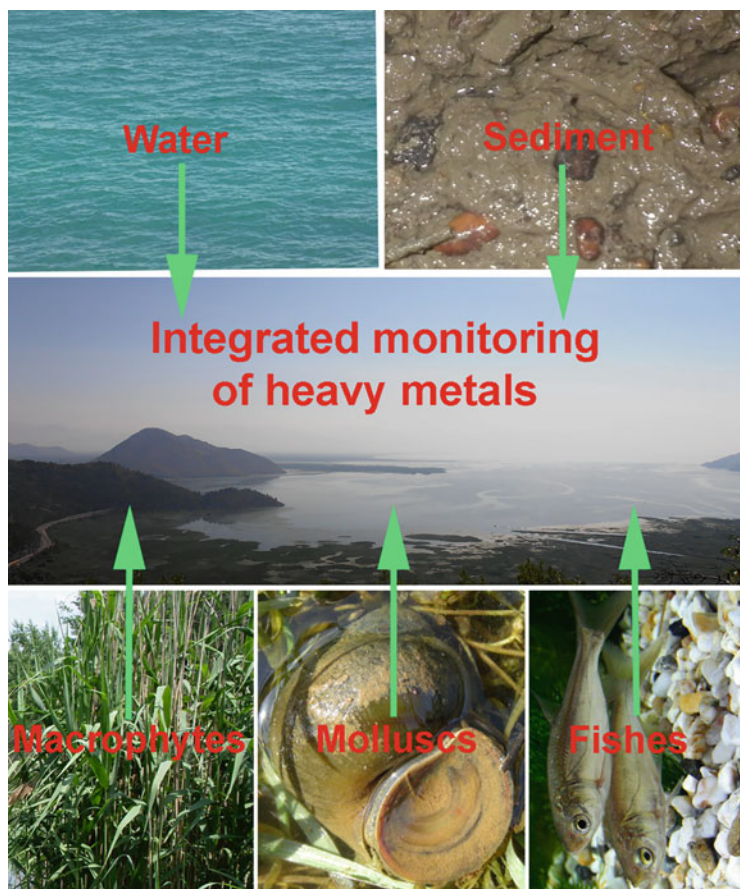 Water
Sediment
Integrated monitoring
of heavy metals
Macrophytes
Molluscs
Fishes